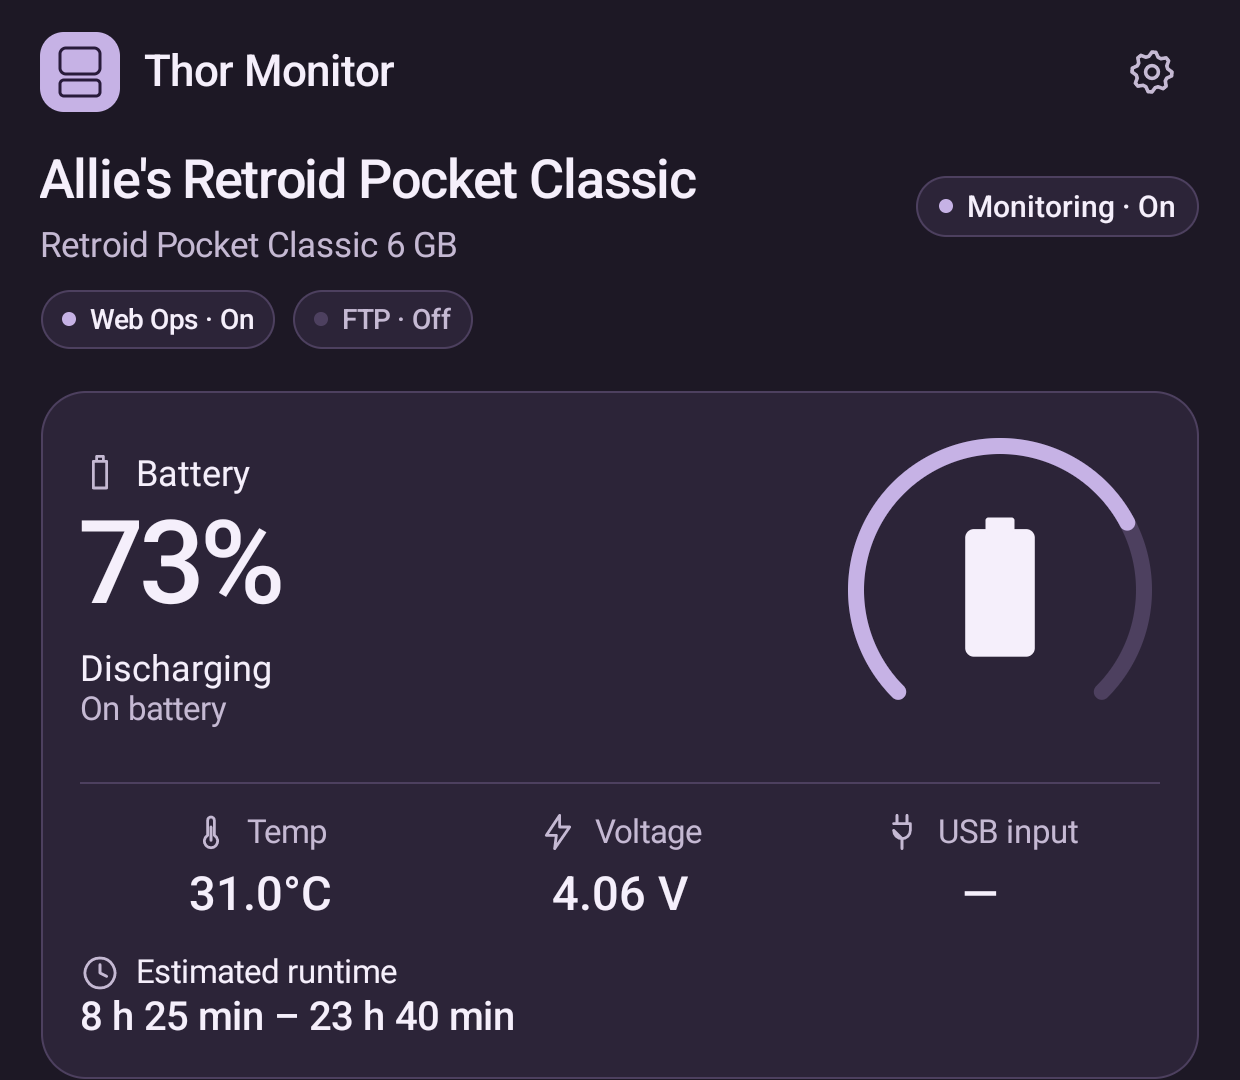 Thor Monitor
Allie's Retroid Pocket Classic
Monitoring · On
Retroid Pocket Classic 6 GB
Web Ops · On
FTP · Off
Battery
73%
Discharging
On battery
Temp
Voltage
USB input
31.0°C
4.06 V
—
Estimated runtime
8 h 25 min – 23 h 40 min